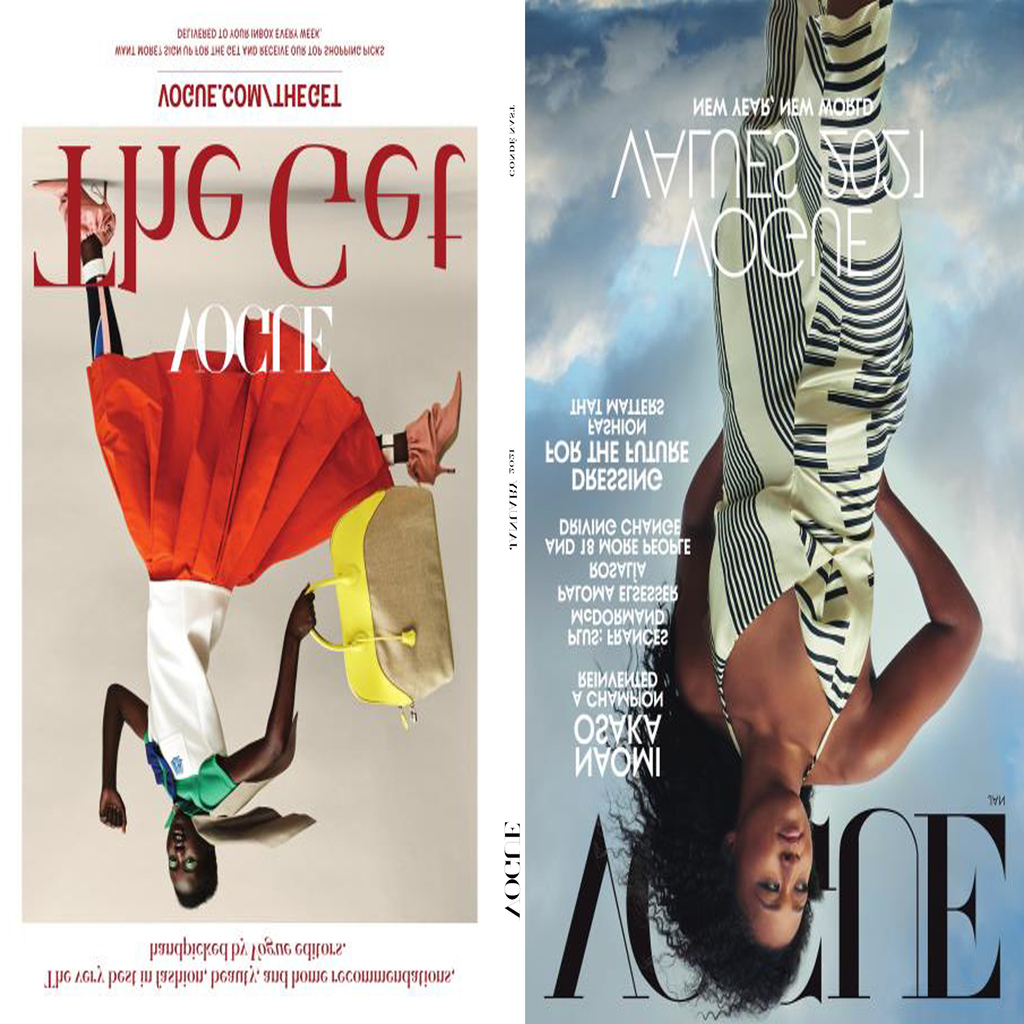 The very best in fashion, beauty, and home recommendations,
handpicked by Vogue editors.
VOGUE
The Get
VOGUE.COM/THEGET
WANT MORE? SIGN UP FOR THE GET AND RECEIVE OUR TOP SHOPPING PICKS
DELIVERED TO YOUR INBOX EVERY WEEK.
VOGUE
JANUARY 2021
CONDÉ NAST
VOGUE
JAN
NAOMI
OSAKA
A CHAMPION
REINVENTED
PLUS: FRANCES
McDORMAND
PALOMA ELSESSER
ROSALÍA
AND 18 MORE PEOPLE
DRIVING CHANGE
DRESSING
FOR THE FUTURE
FASHION
THAT MATTERS
VOGUE
VALUES 2021
NEW YEAR, NEW WORLD